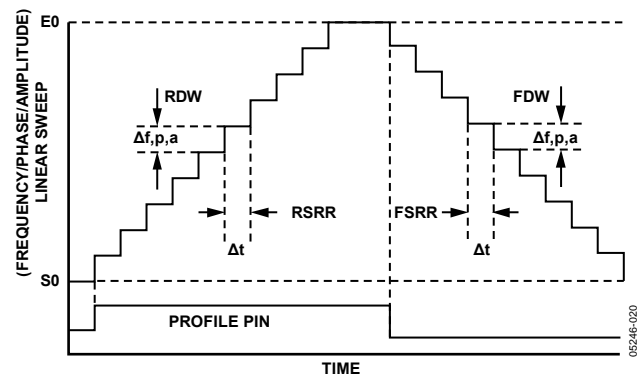 (FREQUENCY/PHASE/AMPLITUDE)
LINEAR SWEEP
E0
S0
RDW
Δf,p,a
RSRR
Δt
FDW
Δf,p,a
FSRR
Δt
PROFILE PIN
TIME
05246-020